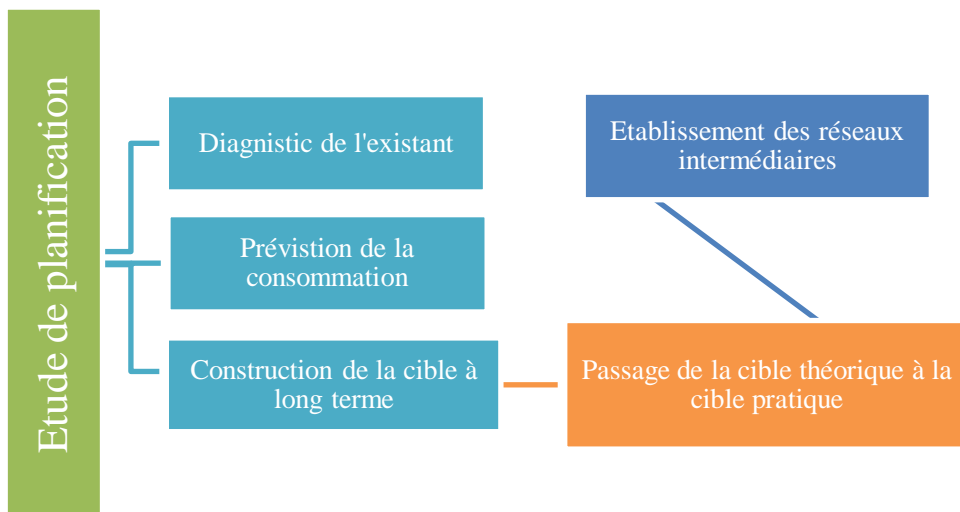 Etude de planification
Diagnistic de l'existant
Prévistion de la
consommation
Construction de la cible à
long terme
Etablissement des réseaux
intermédiaires
Passage de la cible théorique à la
cible pratique